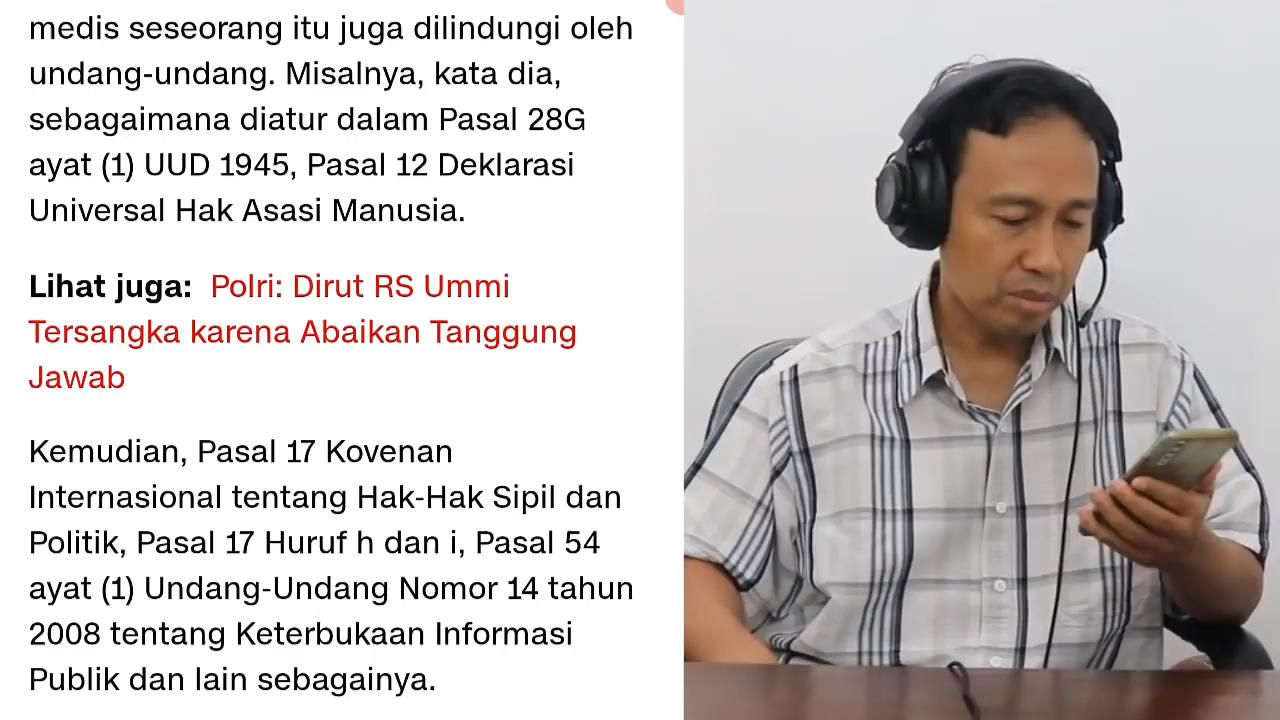 medis seseorang itu juga dilindungi oleh
undang-undang. Misalnya, kata dia,
sebagaimana diatur dalam Pasal 28G
ayat (1) UUD 1945, Pasal 12 Deklarasi
Universal Hak Asasi Manusia.
Lihat juga: Polri: Dirut RS Ummi
Tersangka karena Abaikan Tanggung
Jawab
Kemudian, Pasal 17 Kovenan
Internasional tentang Hak-Hak Sipil dan
Politik, Pasal 17 Huruf h dan i, Pasal 54
ayat (1) Undang-Undang Nomor 14 tahun
2008 tentang Keterbukaan Informasi
Publik dan lain sebagainya.